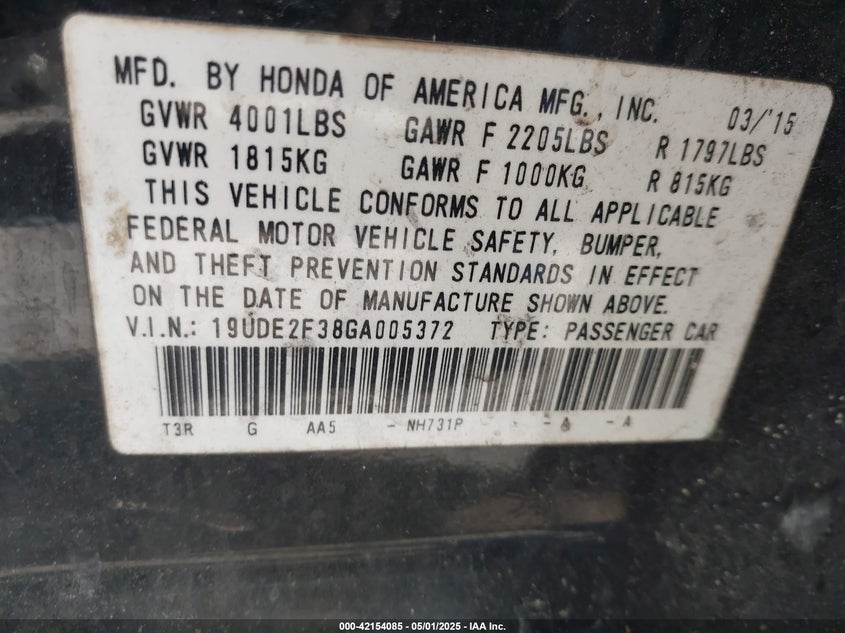 MFD. BY HONDA OF AMERICA MFG., INC. 03/'15
GVWR 4001LBS GAWR F 2205LBS R 1797LBS
GVWR 1815KG GAWR F 1000KG R 815KG
THIS VEHICLE CONFORMS TO ALL APPLICABLE
FEDERAL MOTOR VEHICLE SAFETY, BUMPER,
AND THEFT PREVENTION STANDARDS IN EFFECT
ON THE DATE OF MANUFACTURE SHOWN ABOVE.
V.I.N.: 19UDE2F38GA005372 TYPE: PASSENGER CAR
T3R G AA5 - NH731P - - A - A
000-42154085 - 05/01/2025 - IAA Inc.